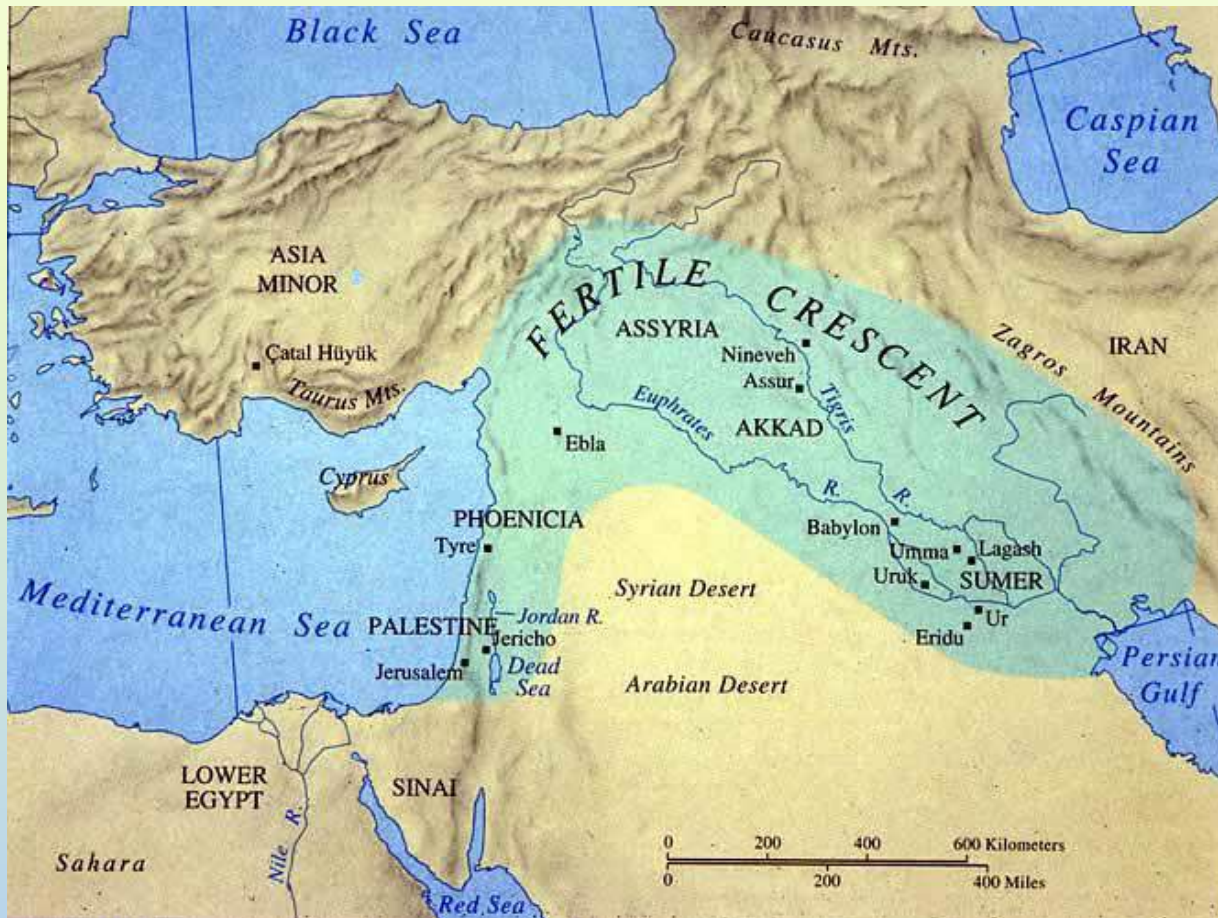 Black Sea
Caucasus Mts.
Caspian
Sea
ASIA
MINOR
FERTILE CRESCENT
ASSYRIA
Nineveh
Assur
Tigris
R.
Zagros Mountains
IRAN
Çatal Hüyük
Taurus Mts.
Euphrates
R.
AKKAD
Ebla
Cyprus
PHOENICIA
Tyre
Babylon
Umma
Lagash
Uruk
SUMER
Ur
Eridu
Syrian Desert
Mediterranean Sea
PALESTINE
Jordan R.
Jericho
Jerusalem
Dead
Sea
Arabian Desert
Persian
Gulf
LOWER
EGYPT
SINAI
Nile R.
Sahara
Red Sea
0 200 400 600 Kilometers
0 200 400 Miles